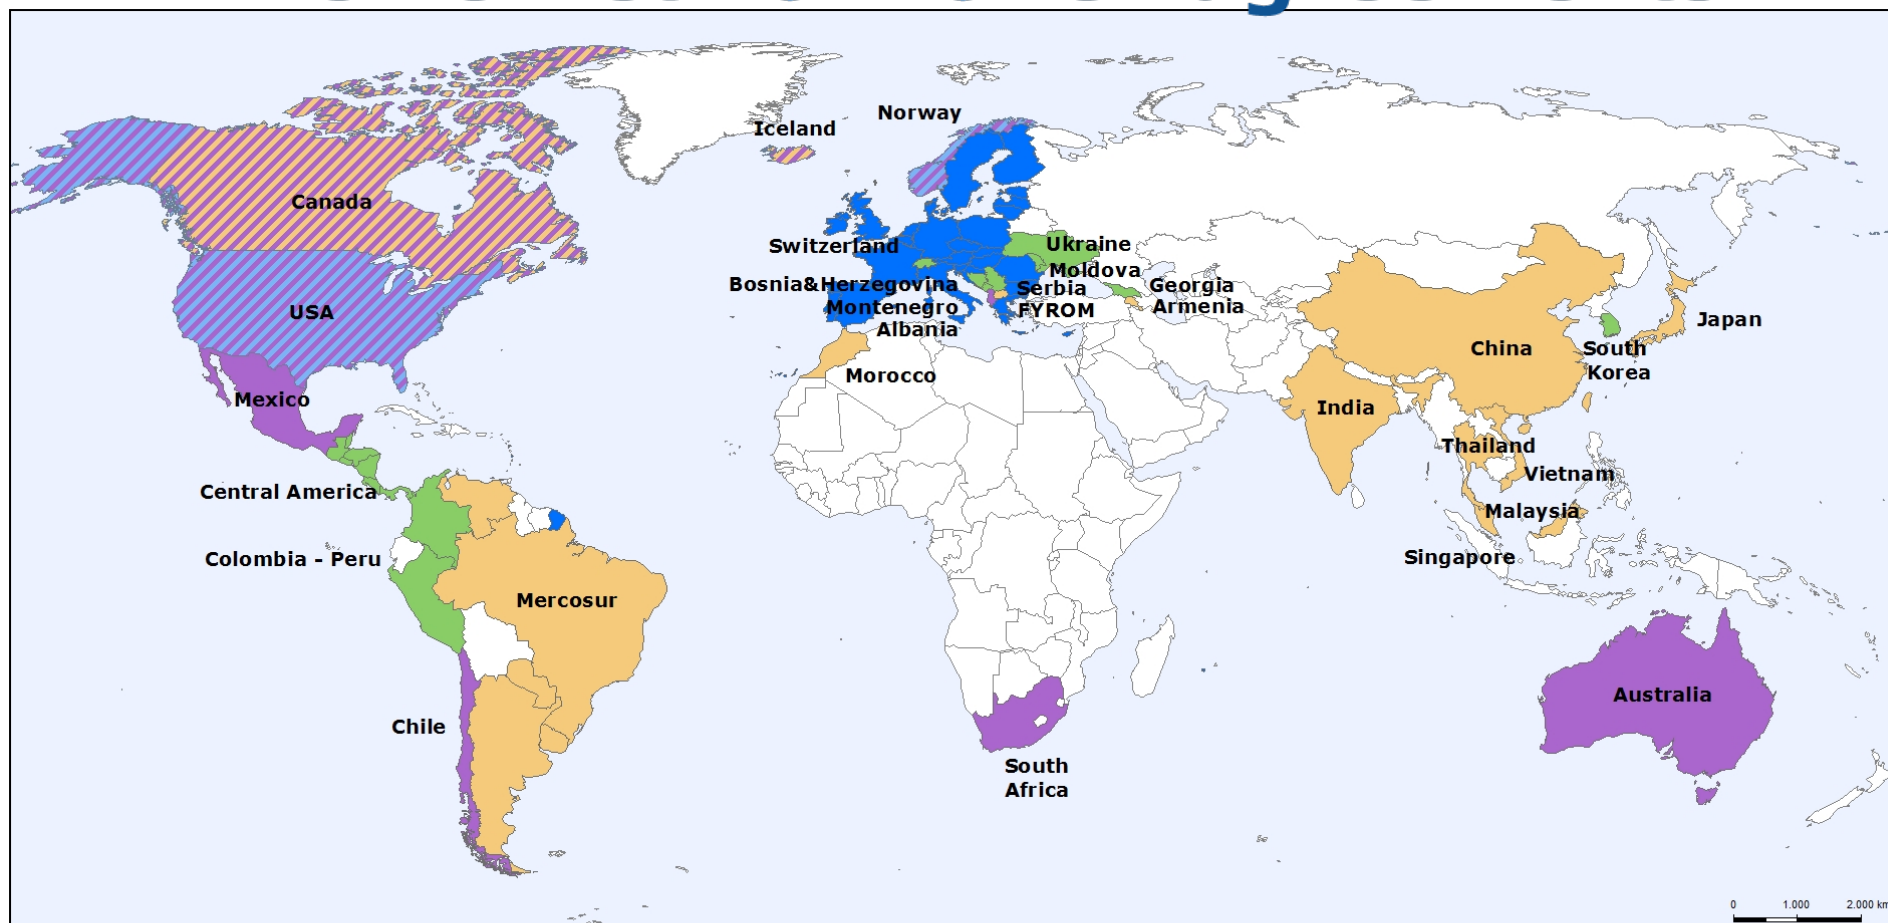 Norway
Iceland
Canada
Switzerland
Ukraine
Moldova
Bosnia&Herzegovina
Serbia
Georgia
Montenegro
FYROM
Armenia
Albania
USA
Japan
China
South
Korea
Morocco
Mexico
India
Thailand
Vietnam
Central America
Malaysia
Colombia - Peru
Singapore
Mercosur
Australia
Chile
South
Africa
0 1.000 2.000 km